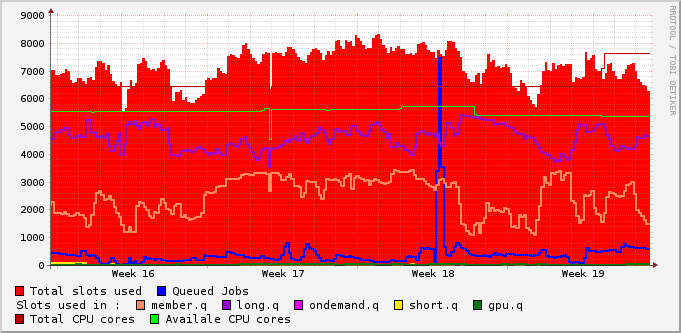 9000
RRDTOOL / TOBI OETIKER
8000
7000
6000
5000
4000
3000
2000
1000
0
Week 16 Week 17 Week 18 Week 19
Total slots used Queued Jobs
Slots used in : member.q long.q ondemand.q short.q gpu.q
Total CPU cores Availale CPU cores